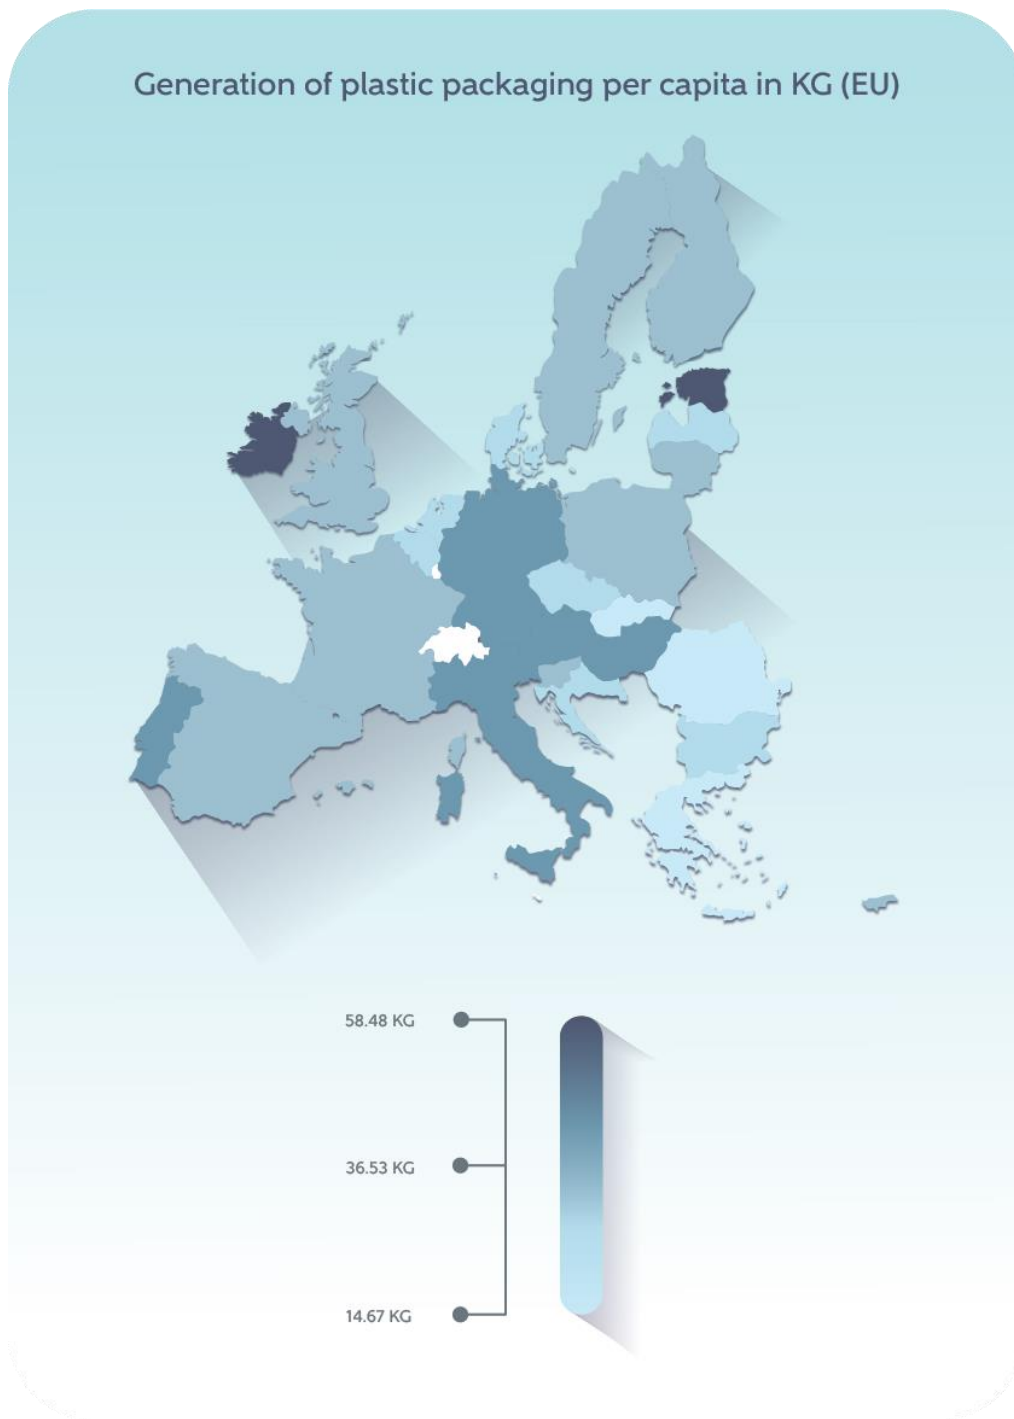 Generation of plastic packaging per capita in KG (EU)
58.48 KG
36.53 KG
14.67 KG